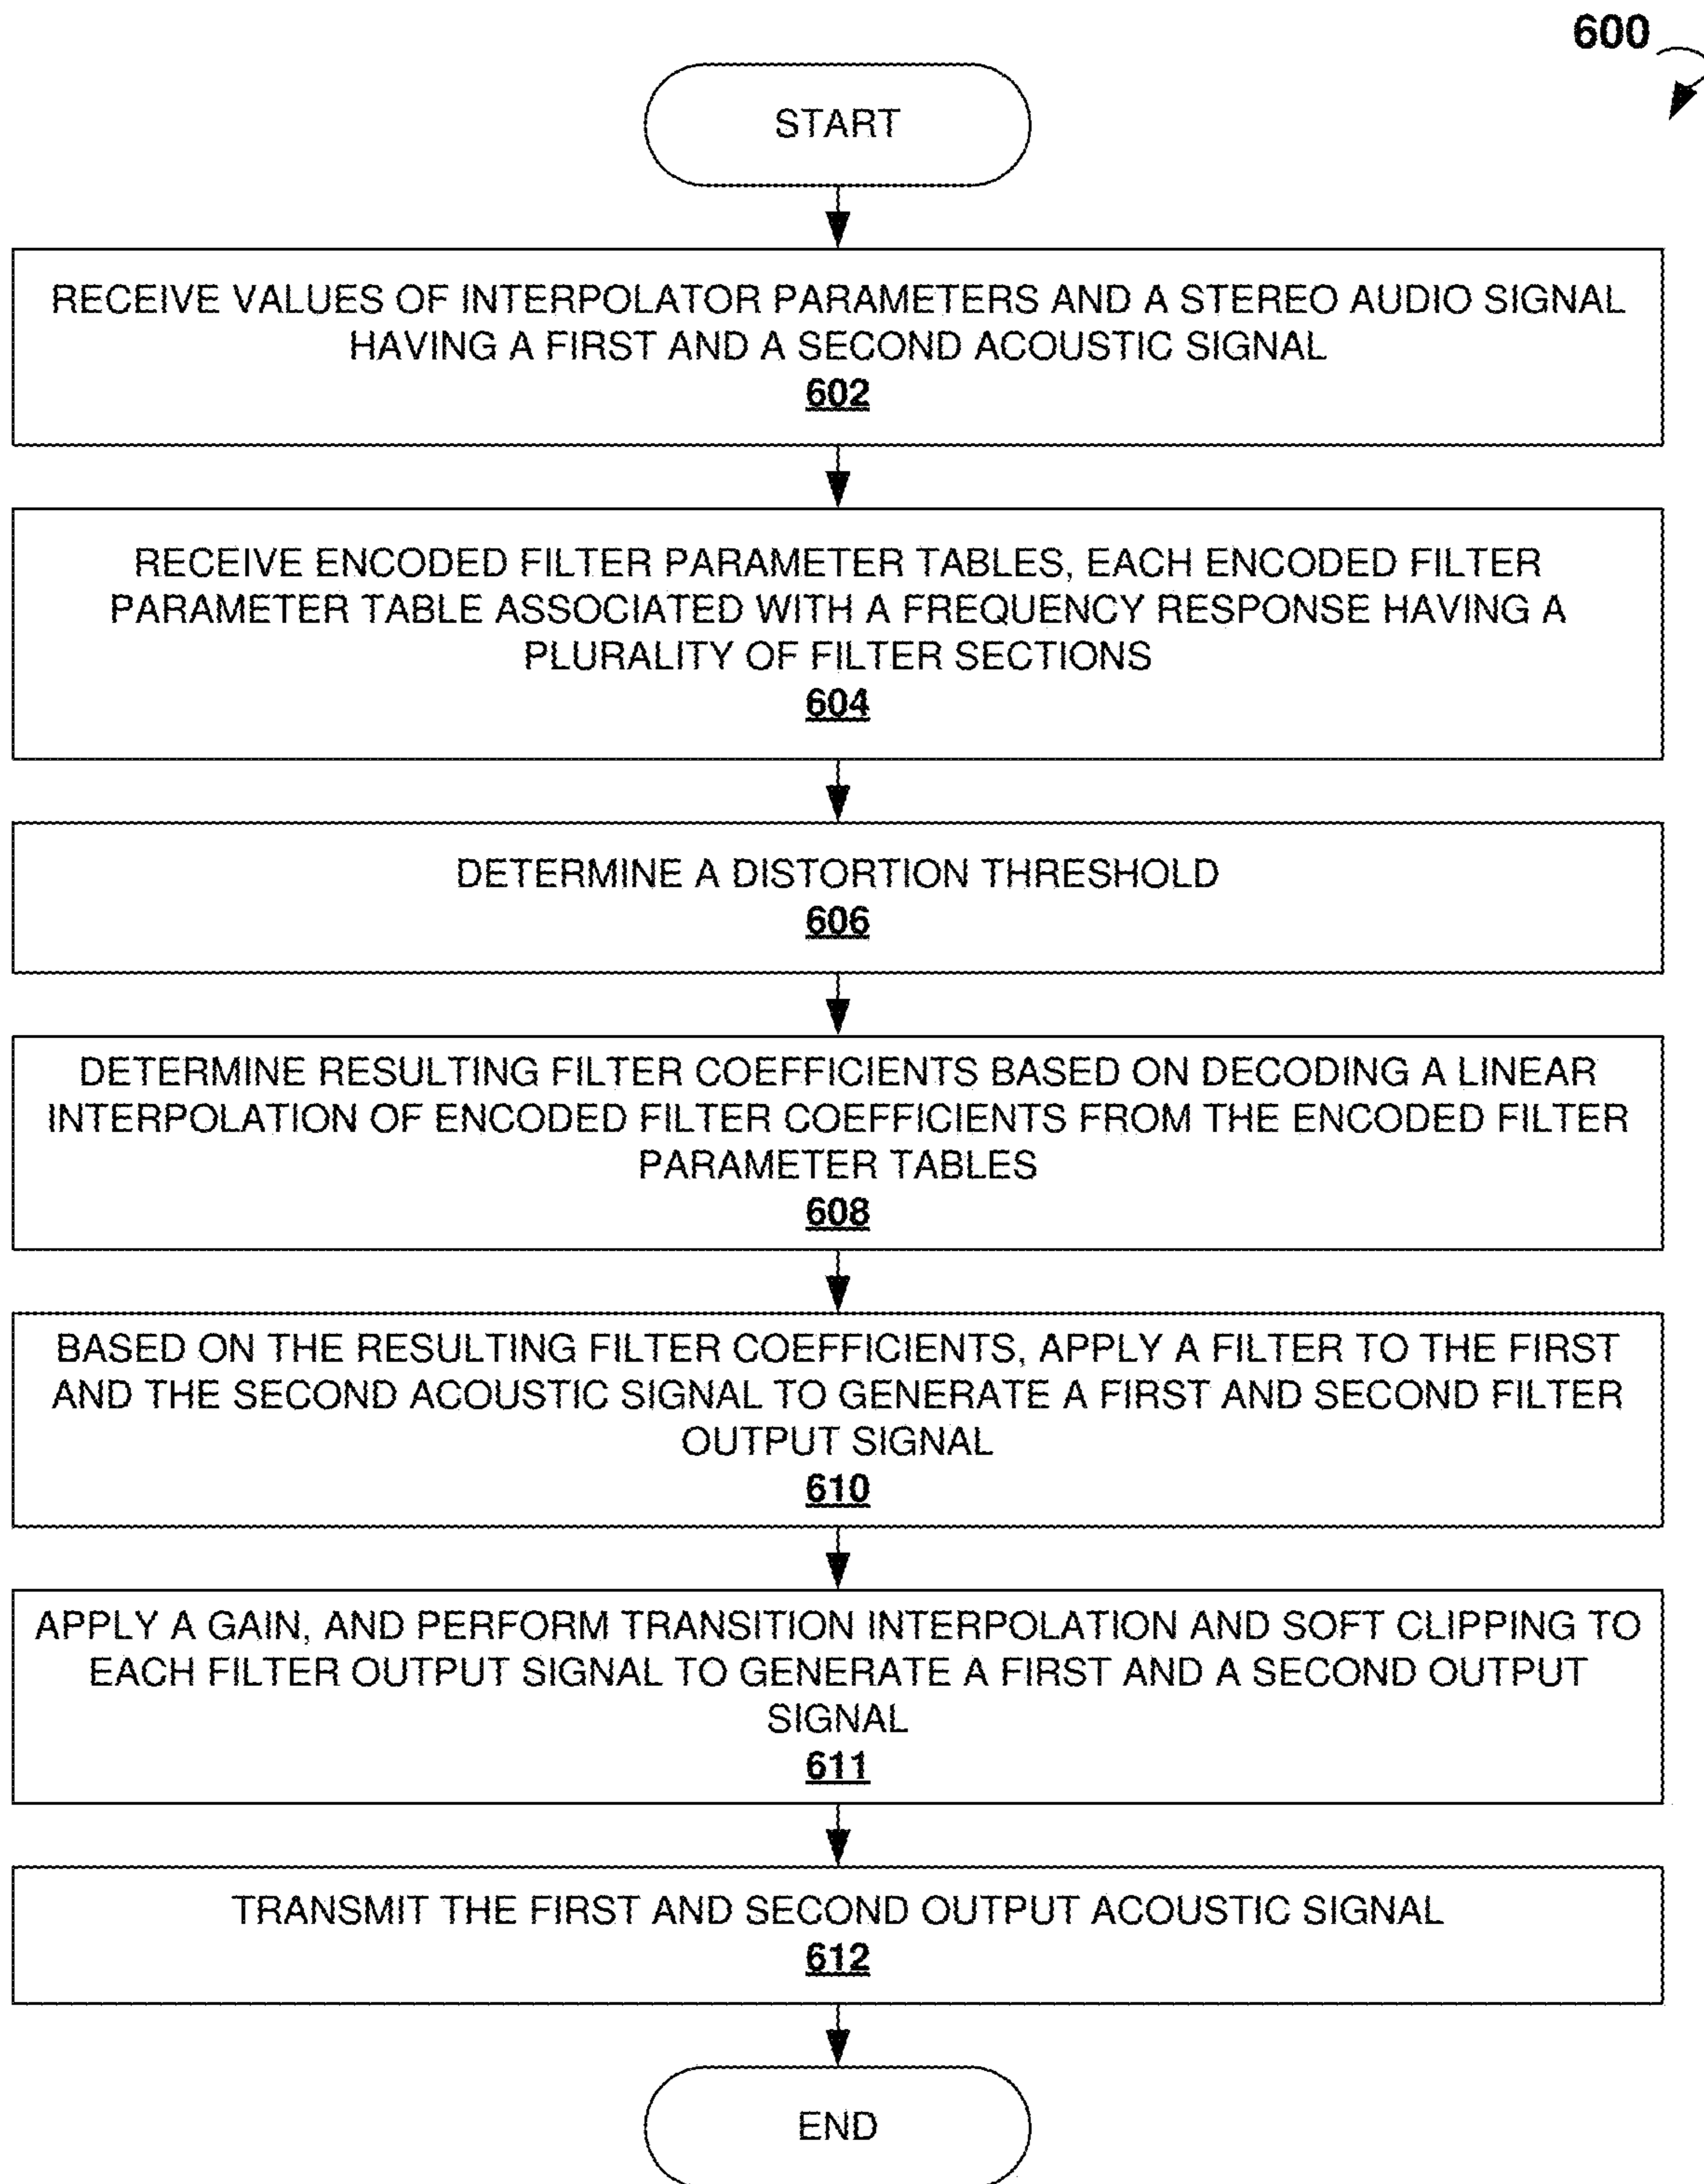 600
START
RECEIVE VALUES OF INTERPOLATOR PARAMETERS AND A STEREO AUDIO SIGNAL
HAVING A FIRST AND A SECOND ACOUSTIC SIGNAL
602
RECEIVE ENCODED FILTER PARAMETER TABLES, EACH ENCODED FILTER
PARAMETER TABLE ASSOCIATED WITH A FREQUENCY RESPONSE HAVING A
PLURALITY OF FILTER SECTIONS
604
DETERMINE A DISTORTION THRESHOLD
606
DETERMINE RESULTING FILTER COEFFICIENTS BASED ON DECODING A LINEAR
INTERPOLATION OF ENCODED FILTER COEFFICIENTS FROM THE ENCODED FILTER
PARAMETER TABLES
608
BASED ON THE RESULTING FILTER COEFFICIENTS, APPLY A FILTER TO THE FIRST
AND THE SECOND ACOUSTIC SIGNAL TO GENERATE A FIRST AND SECOND FILTER
OUTPUT SIGNAL
610
APPLY A GAIN, AND PERFORM TRANSITION INTERPOLATION AND SOFT CLIPPING TO
EACH FILTER OUTPUT SIGNAL TO GENERATE A FIRST AND A SECOND OUTPUT
SIGNAL
611
TRANSMIT THE FIRST AND SECOND OUTPUT ACOUSTIC SIGNAL
612
END